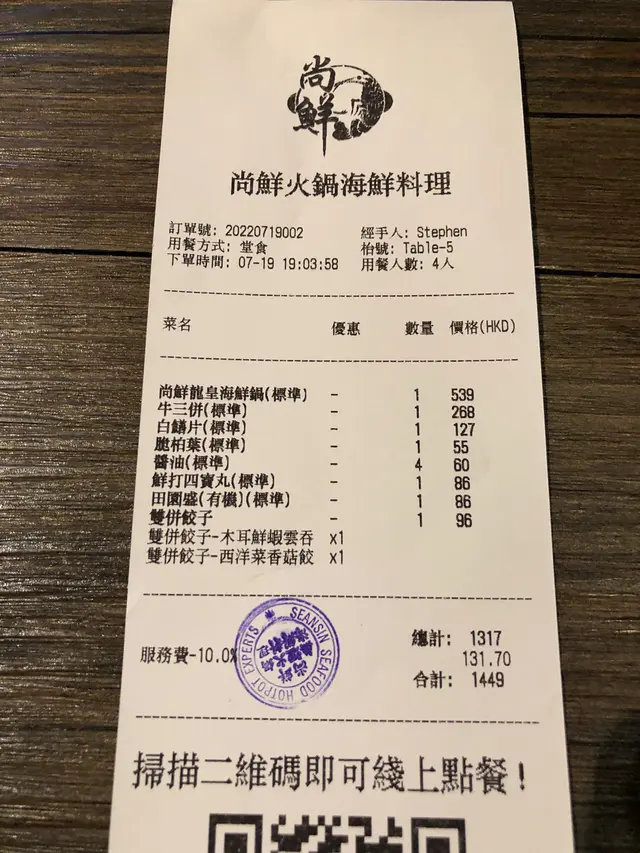 尚鮮
尚鮮火鍋海鮮料理
訂單號: 20220719002 經手人: Stephen
用餐方式: 堂食 枱號: Table-5
下單時間: 07-19 19:03:58 用餐人數: 4人
菜名 優惠 數量 價格(HKD)
尚鮮龍皇海鮮鍋(標準) - 1 539
牛三併(標準) - 1 268
白鱔片(標準) - 1 127
脆柏葉(標準) - 1 55
醬油(標準) - 4 60
鮮打四寶丸(標準) - 1 86
田園盛(有機)(標準) - 1 86
雙併餃子 - 1 96
雙併餃子-木耳鮮蝦雲吞 x1
雙併餃子-西洋菜香菇餃 x1
總計: 1317
服務費-10.0% 131.70
合計: 1449
SEANSIN SEAFOOD HOTPOT EXPERTS
尚鮮火鍋海鮮料理
掃描二維碼即可綫上點餐!